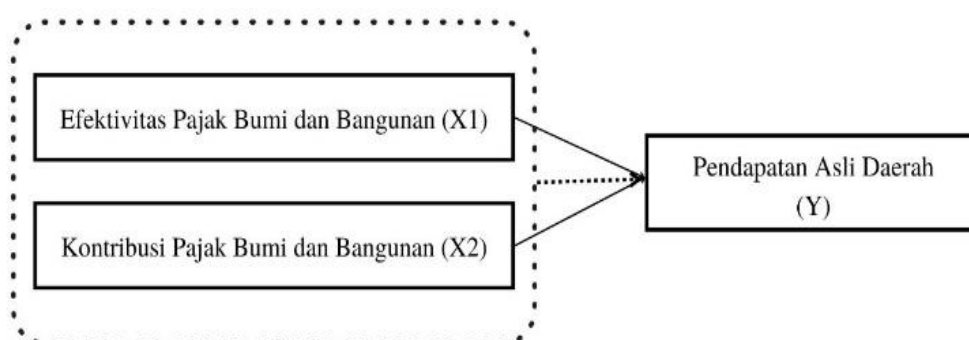 Efektivitas Pajak Bumi dan Bangunan (X1)
Pendapatan Asli Daerah
(Y)
Kontribusi Pajak Bumi dan Bangunan (X2)